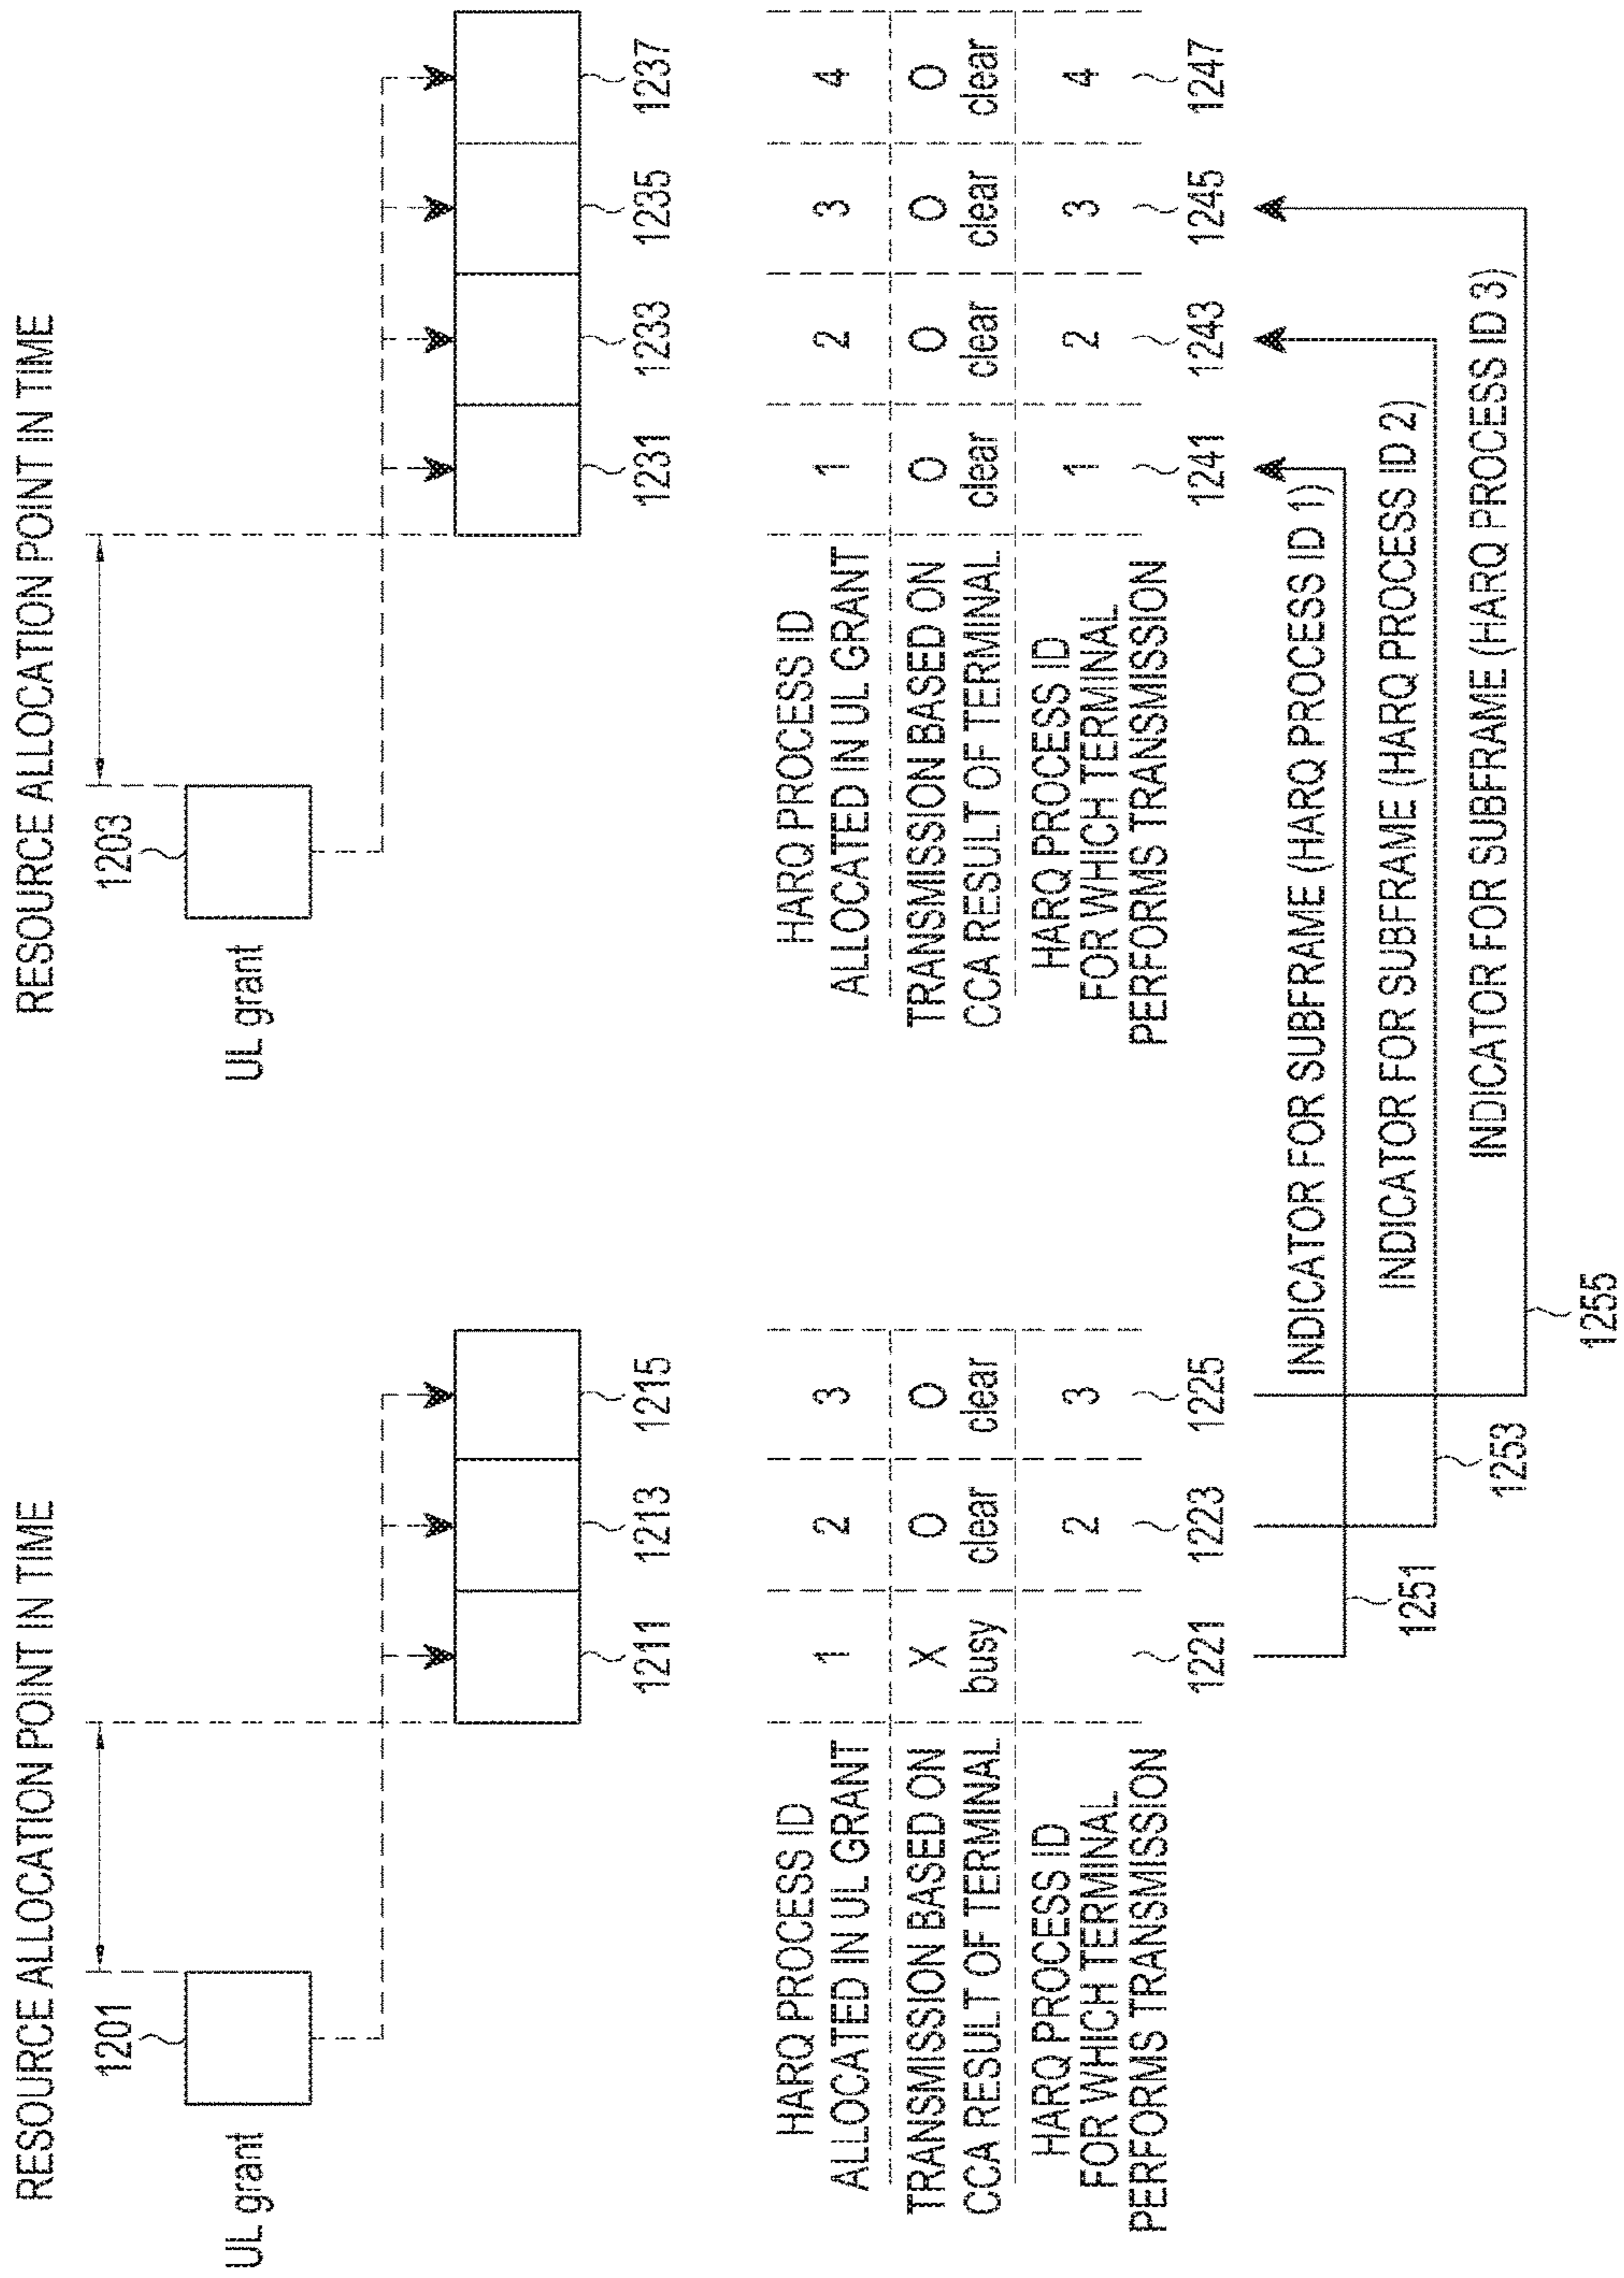 RESOURCE ALLOCATION POINT IN TIME
1201
UL grant
1211
1213
1215
HARQ PROCESS ID
ALLOCATED IN UL GRANT
1
2
3
TRANSMISSION BASED ON
CCA RESULT OF TERMINAL
X
busy
O
clear
O
clear
HARQ PROCESS ID
FOR WHICH TERMINAL
PERFORMS TRANSMISSION
2
3
1221
1223
1225
RESOURCE ALLOCATION POINT IN TIME
1203
UL grant
1231
1233
1235
1237
HARQ PROCESS ID
ALLOCATED IN UL GRANT
1
2
3
4
TRANSMISSION BASED ON
CCA RESULT OF TERMINAL
O
clear
O
clear
O
clear
O
clear
HARQ PROCESS ID
FOR WHICH TERMINAL
PERFORMS TRANSMISSION
1
2
3
4
1241
1243
1245
1247
INDICATOR FOR SUBFRAME (HARQ PROCESS ID 1)
1251
INDICATOR FOR SUBFRAME (HARQ PROCESS ID 2)
1253
INDICATOR FOR SUBFRAME (HARQ PROCESS ID 3)
1255